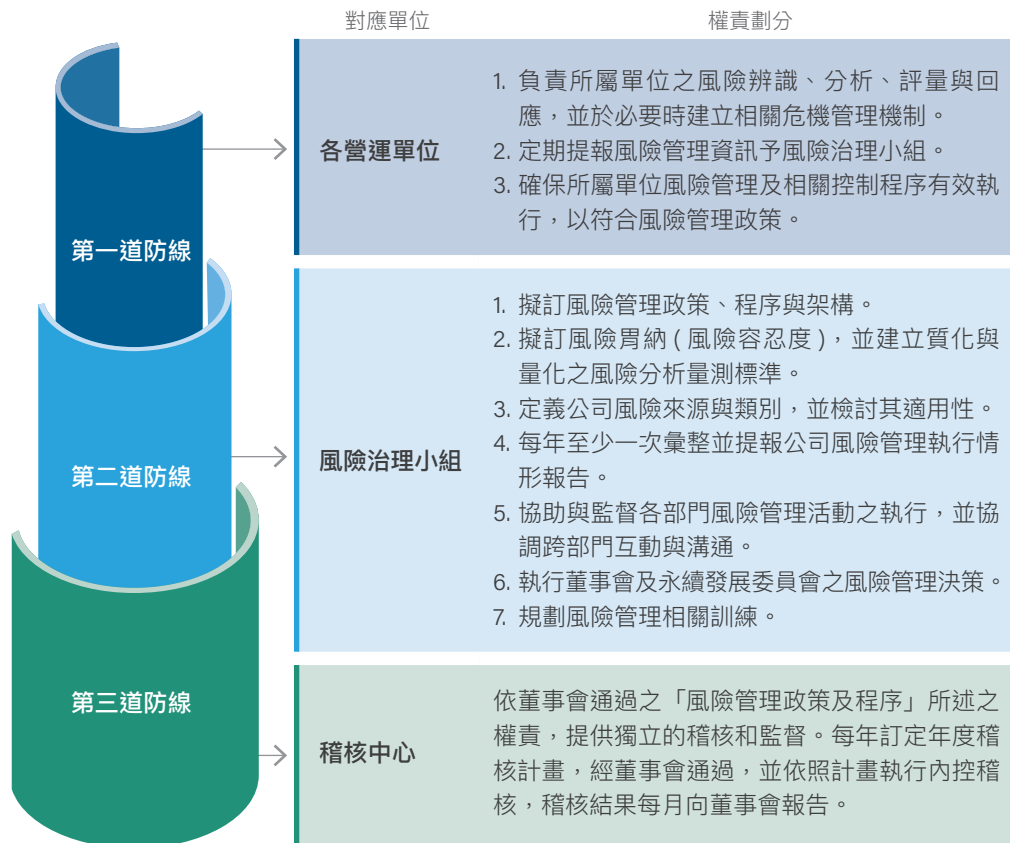 對應單位
權責劃分
第一道防線
各營運單位
1. 負責所屬單位之風險辨識、分析、評量與回
應，並於必要時建立相關危機管理機制。
2. 定期提報風險管理資訊予風險治理小組。
3. 確保所屬單位風險管理及相關控制程序有效執
行，以符合風險管理政策。
第二道防線
風險治理小組
1. 擬訂風險管理政策、程序與架構。
2. 擬訂風險胃納 ( 風險容忍度 )，並建立質化與
量化之風險分析量測標準。
3. 定義公司風險來源與類別，並檢討其適用性。
4. 每年至少一次彙整並提報公司風險管理執行情
形報告。
5. 協助與監督各部門風險管理活動之執行，並協
調跨部門互動與溝通。
6. 執行董事會及永續發展委員會之風險管理決策。
7. 規劃風險管理相關訓練。
第三道防線
稽核中心
依董事會通過之「風險管理政策及程序」所述之
權責，提供獨立的稽核和監督。每年訂定年度稽
核計畫，經董事會通過，並依照計畫執行內控稽
核，稽核結果每月向董事會報告。